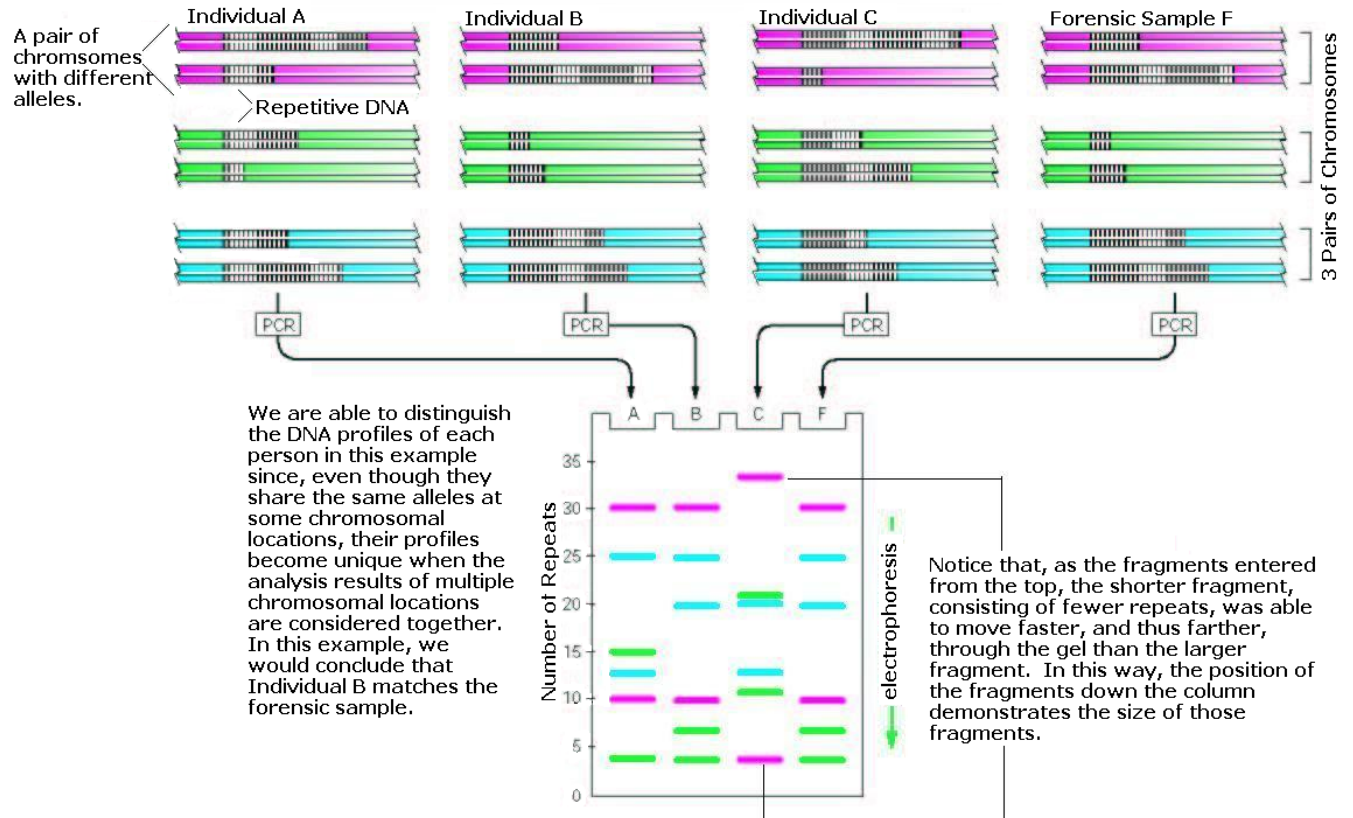 Individual A
Individual B
Individual C
Forensic Sample F
A pair of
chromsomes
with different
alleles.
Repetitive DNA
3 Pairs of Chromosomes
PCR
PCR
PCR
PCR
We are able to distinguish
the DNA profiles of each
person in this example
since, even though they
share the same alleles at
some chromosomal
locations, their profiles
become unique when the
analysis results of multiple
chromosomal locations
are considered together.
In this example, we
would conclude that
Individual B matches the
forensic sample.
A
B
C
F
Number of Repeats
35
30
25
20
15
10
5
0
electrophoresis
Notice that, as the fragments entered
from the top, the shorter fragment,
consisting of fewer repeats, was able
to move faster, and thus farther,
through the gel than the larger
fragment. In this way, the position of
the fragments down the column
demonstrates the size of those
fragments.